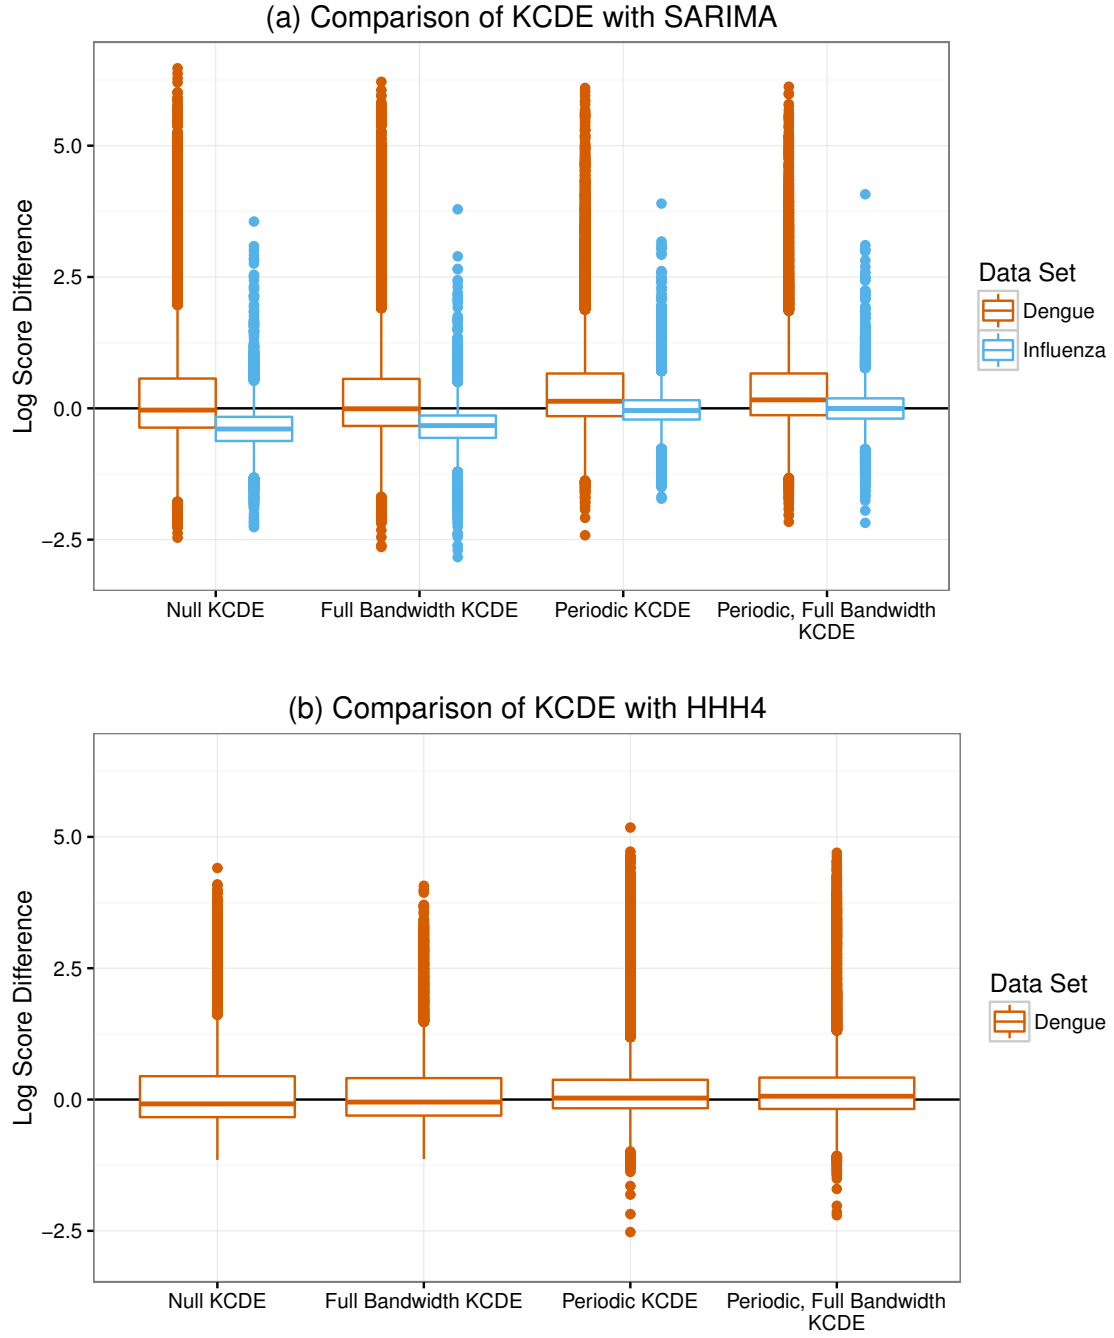 (a) Comparison of KCDE with SARIMA
Log Score Difference
5.0
2.5
0.0
−2.5
Null KCDE
Full Bandwidth KCDE
Periodic KCDE
Periodic, Full Bandwidth
KCDE
Data Set
Dengue
Influenza
(b) Comparison of KCDE with HHH4
Log Score Difference
5.0
2.5
0.0
−2.5
Null KCDE
Full Bandwidth KCDE
Periodic KCDE
Periodic, Full Bandwidth
KCDE
Data Set
Dengue